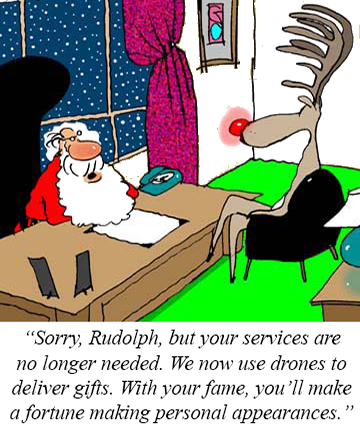 “Sorry, Rudolph, but your services are
no longer needed. We now use drones to
deliver gifts. With your fame, you’ll make
a fortune making personal appearances.”